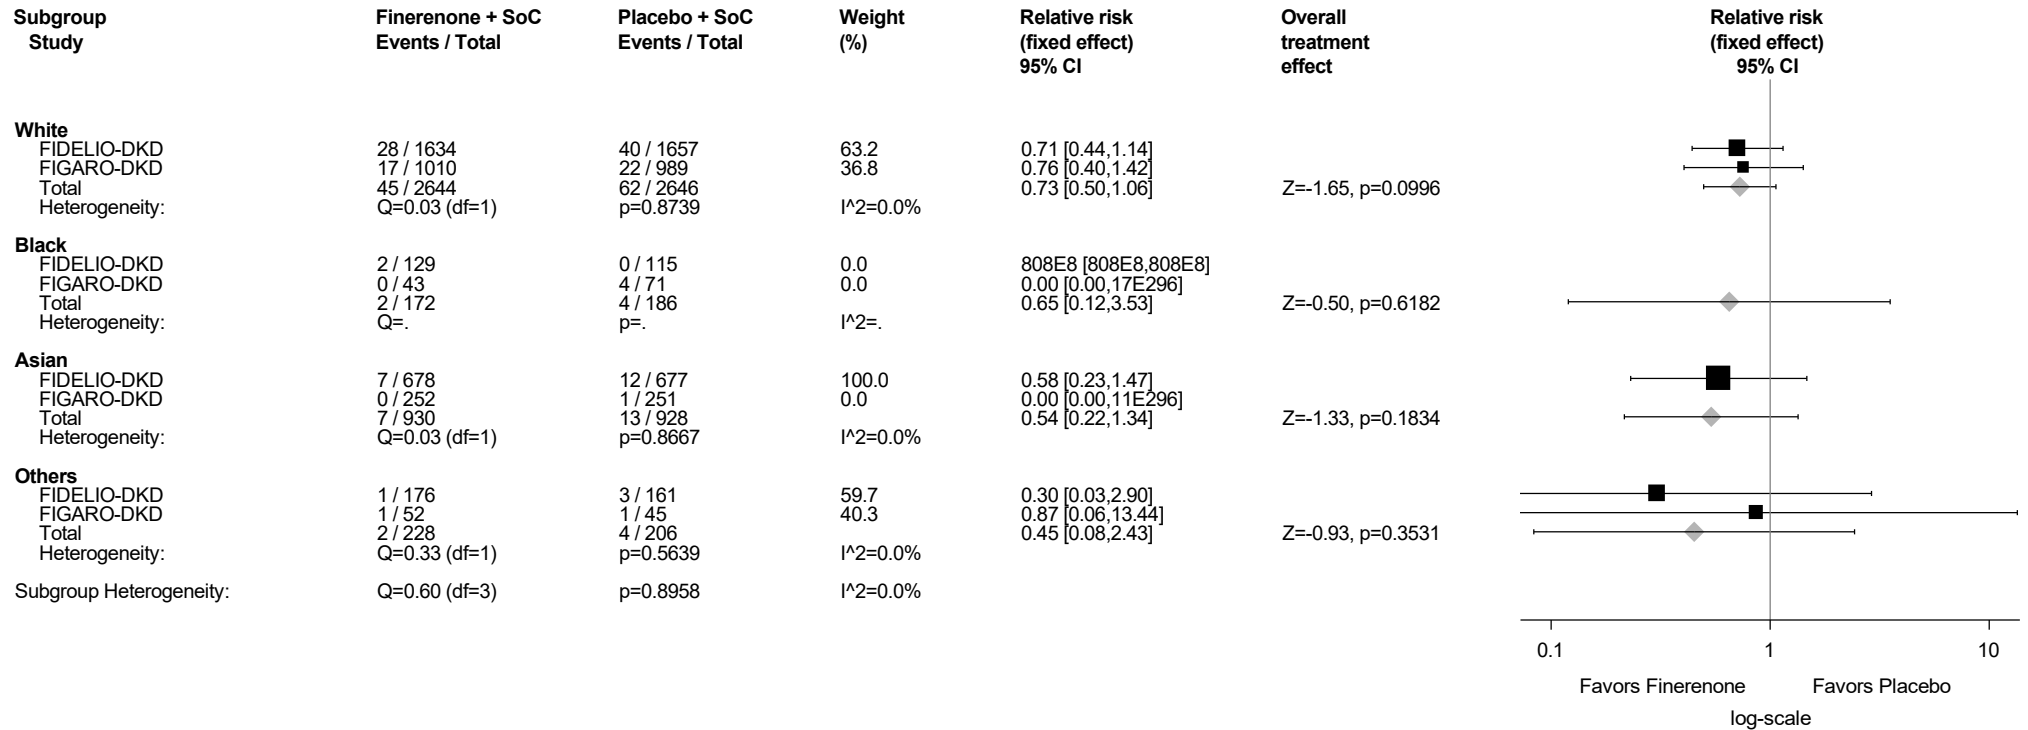 Subgroup Finerenone + SoC Placebo + SoC Weight Relative risk Overall Relative risk
Study Events / Total Events / Total (%) (fixed effect) treatment (fixed effect)
95% CI effect 95% CI
White
FIDELIO-DKD 28 / 1634 40 / 1657 63.2 0.71 [0.44,1.14]
FIGARO-DKD 17 / 1010 22 / 989 36.8 0.76 [0.40,1.42]
Total 45 / 2644 62 / 2646 0.73 [0.50,1.06] Z=-1.65, p=0.0996
Heterogeneity: Q=0.03 (df=1) p=0.8739 I^2=0.0%
Black
FIDELIO-DKD 2 / 129 0 / 115 0.0 808E8 [808E8,808E8]
FIGARO-DKD 0 / 43 4 / 71 0.0 0.00 [0.00,17E296]
Total 2 / 172 4 / 186 0.65 [0.12,3.53] Z=-0.50, p=0.6182
Heterogeneity: Q=. p=. I^2=.
Asian
FIDELIO-DKD 7 / 678 12 / 677 100.0 0.58 [0.23,1.47]
FIGARO-DKD 0 / 252 1 / 251 0.0 0.00 [0.00,11E296]
Total 7 / 930 13 / 928 0.54 [0.22,1.34] Z=-1.33, p=0.1834
Heterogeneity: Q=0.03 (df=1) p=0.8667 I^2=0.0%
Others
FIDELIO-DKD 1 / 176 3 / 161 59.7 0.30 [0.03,2.90]
FIGARO-DKD 1 / 52 1 / 45 40.3 0.87 [0.06,13.44]
Total 2 / 228 4 / 206 0.45 [0.08,2.43] Z=-0.93, p=0.3531
Heterogeneity: Q=0.33 (df=1) p=0.5639 I^2=0.0%
Subgroup Heterogeneity: Q=0.60 (df=3) p=0.8958 I^2=0.0%
0.1 1 10
Favors Finerenone Favors Placebo
log-scale